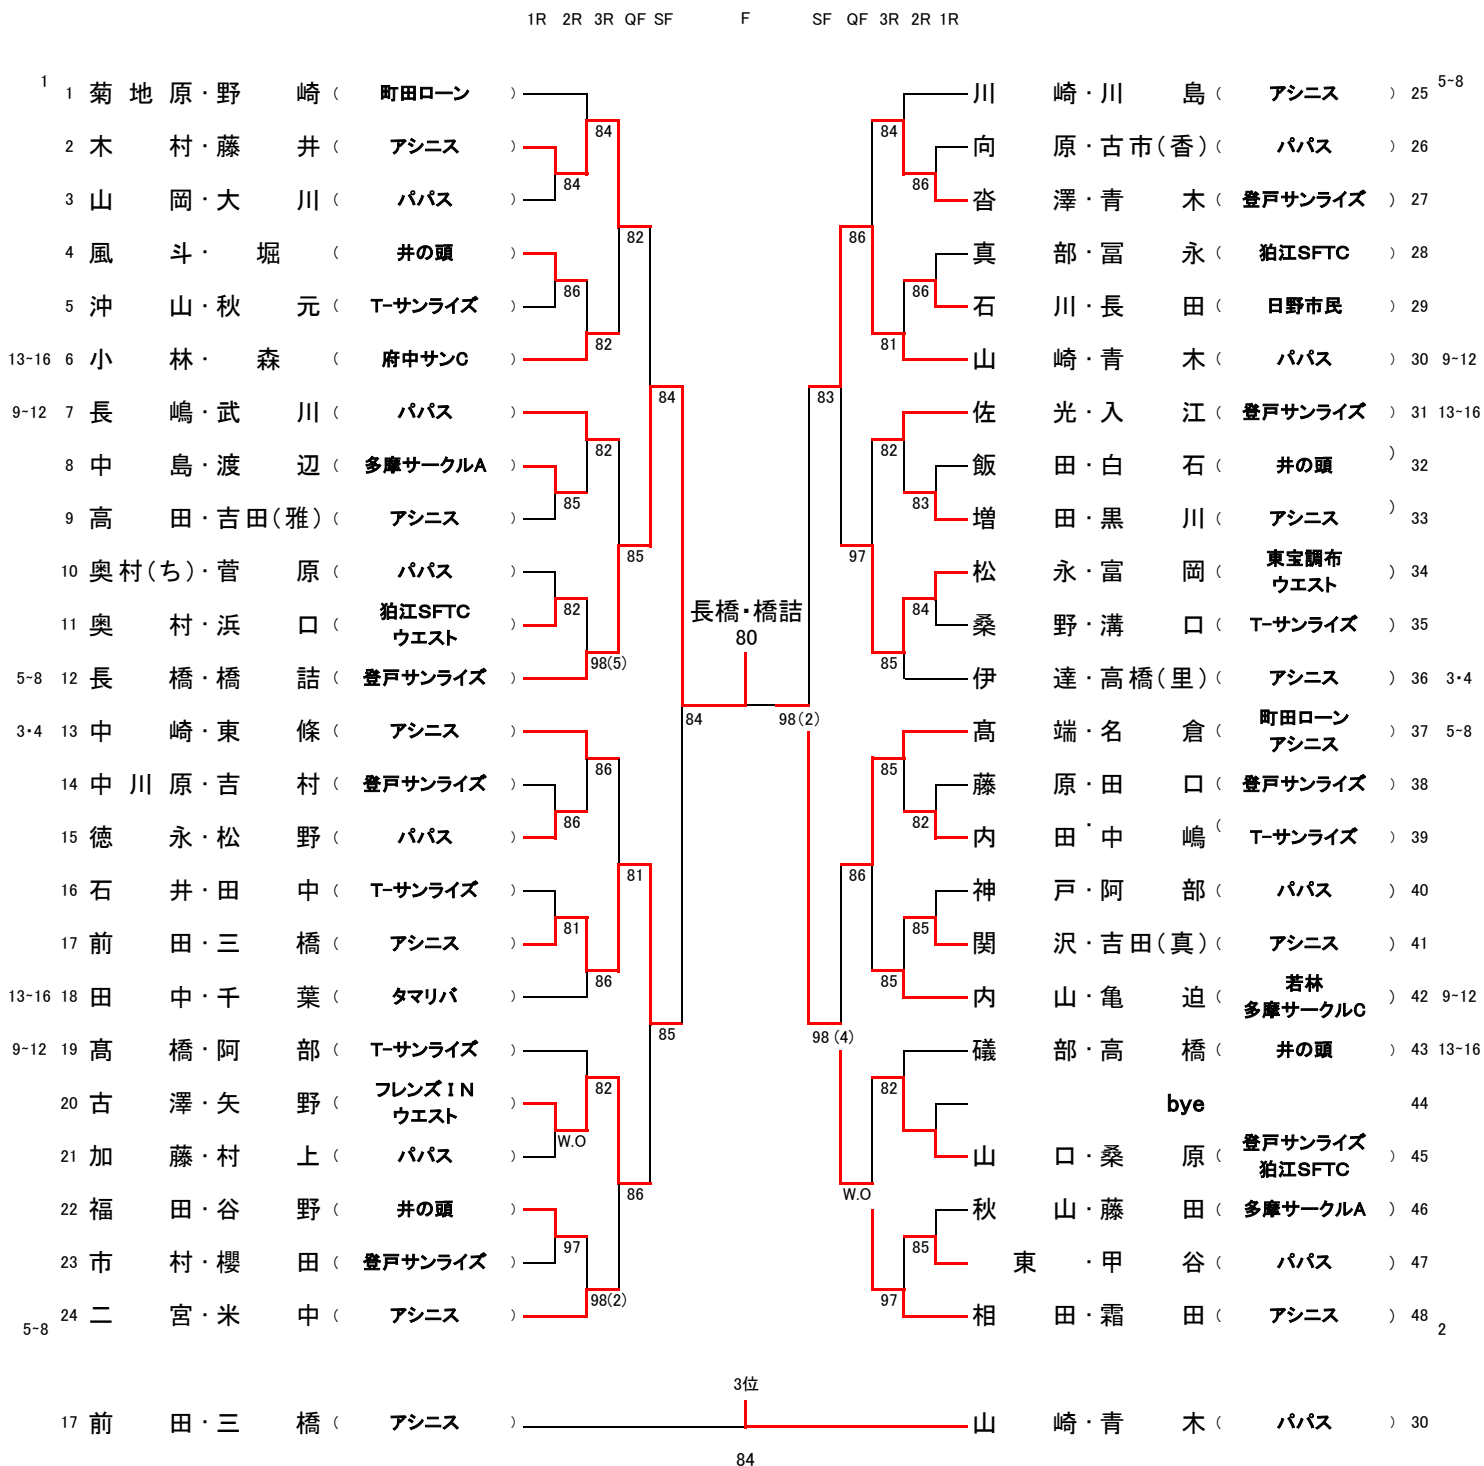 1R 2R 3R QF SF F SF QF 3R 2R 1R
1 1 菊地原・野崎（ 町田ローン ） 川崎・川島（ アシニス ） 25 5~8
84 84
2 木村・藤井（ アシニス ） 向原・古市（香）（ パパス ） 26
84 86
3 山岡・大川（ パパス ） 沓澤・青木（ 登戸サンライズ ） 27
82 86
4 風斗・堀（ 井の頭 ） 真部・冨永（ 狛江SFTC ） 28
86 86
5 沖山・秋元（ T-サンライズ ） 石川・長田（ 日野市民 ） 29
82 81
13~16 6 小林・森（ 府中サンC ） 山崎・青木（ パパス ） 30 9~12
84 83
9~12 7 長嶋・武川（ パパス ） 佐光・入江（ 登戸サンライズ ） 31 13~16
82 82
8 中島・渡辺（ 多摩サークルA ） 飯田・白石（ 井の頭 ） 32
85 83
9 高田・吉田（雅）（ アシニス ） 増田・黒川（ アシニス ） 33
85 97
10 奥村（ち）・菅原（ パパス ） 松永・富岡（ 東宝調布 ウエスト ） 34
82 84
11 奥村・浜口（ 狛江SFTC ウエスト ） 桑野・溝口（ T-サンライズ ） 35
長橋・橋詰
80
98(5) 85
5~8 12 長橋・橋詰（ 登戸サンライズ ） 伊達・高橋（里）（ アシニス ） 36 3・4
84 98(2)
3・4 13 中崎・東條（ アシニス ） 髙端・名倉（ 町田ローン アシニス ） 37 5~8
86 85
14 中川原・吉村（ 登戸サンライズ ） 藤原・田口（ 登戸サンライズ ） 38
86 82
15 徳永・松野（ パパス ） 内田・中嶋（ T-サンライズ ） 39
81 86
16 石井・田中（ T-サンライズ ） 神戸・阿部（ パパス ） 40
81 85
17 前田・三橋（ アシニス ） 関沢・吉田（真）（ アシニス ） 41
86 85
13~16 18 田中・千葉（ タマリバ ） 内山・亀迫（ 若林 多摩サークルC ） 42 9~12
85 98 (4)
9~12 19 髙橋・阿部（ T-サンライズ ） 礒部・高橋（ 井の頭 ） 43 13~16
82 82
20 古澤・矢野（ フレンズＩＮ ウエスト ） bye 44
W.O
21 加藤・村上（ パパス ） 山口・桑原（ 登戸サンライズ 狛江SFTC ） 45
86 W.O
22 福田・谷野（ 井の頭 ） 秋山・藤田（ 多摩サークルA ） 46
97 85
23 市村・櫻田（ 登戸サンライズ ） 東・甲谷（ パパス ） 47
98(2) 97
5~8 24 二宮・米中（ アシニス ） 相田・霜田（ アシニス ） 48 2
3位
17 前田・三橋（ アシニス ） 山崎・青木（ パパス ） 30
84